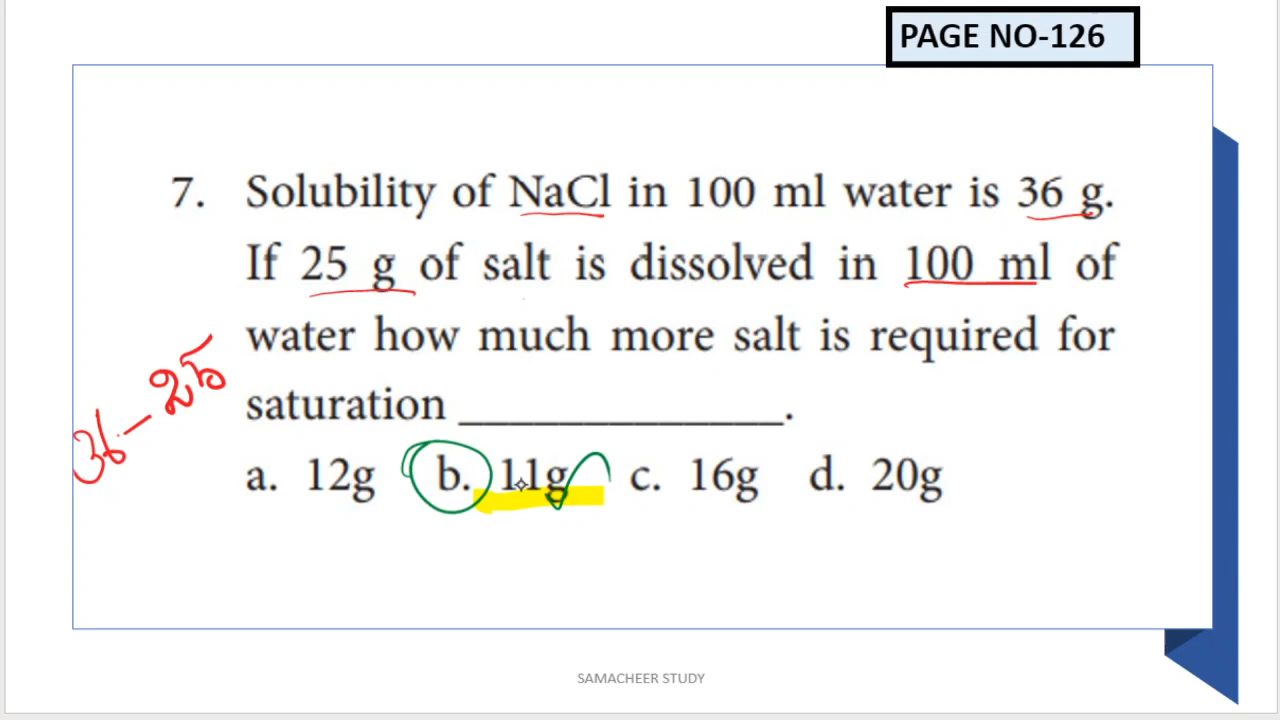 PAGE NO-126
7. Solubility of NaCl in 100 ml water is 36 g.
If 25 g of salt is dissolved in 100 ml of
water how much more salt is required for
saturation ______________.
36 - 25
a. 12g b. 11g c. 16g d. 20g
SAMACHEER STUDY